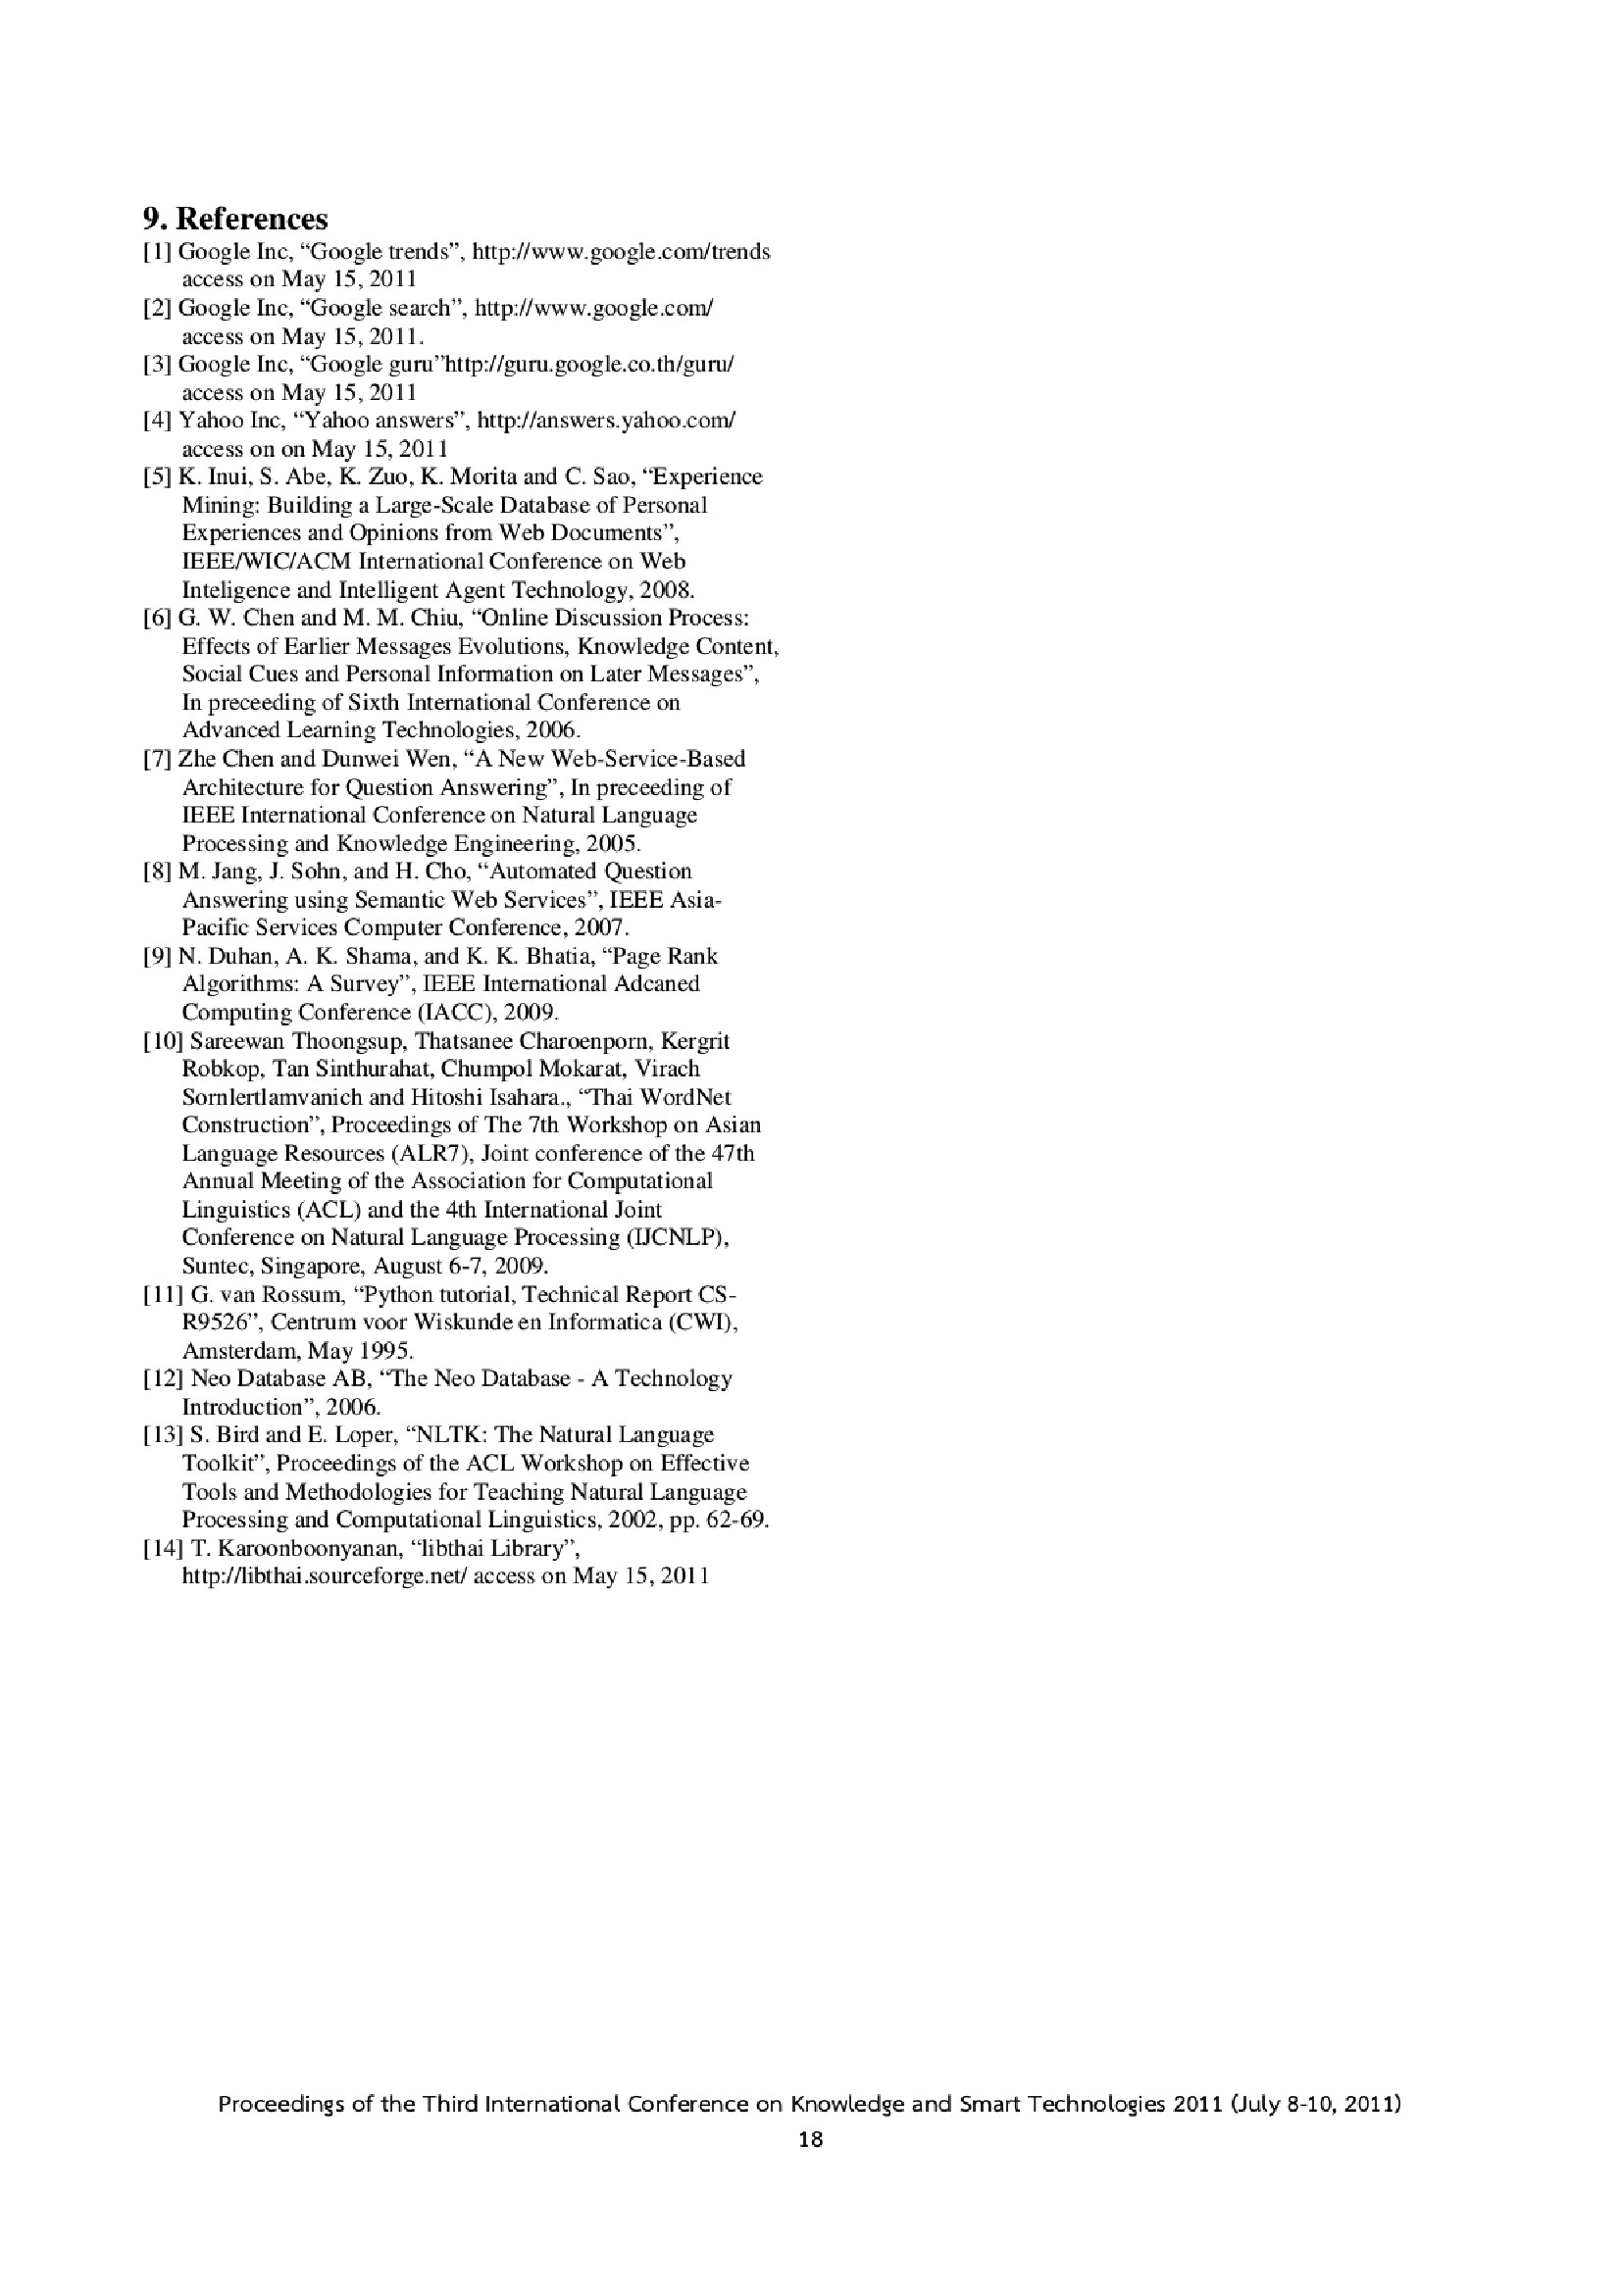 9. References
[1] Google Inc, “Google trends”, http://www.google.com/trends
access on May 15, 2011
[2] Google Inc, “Google search”, http://www.google.com/
access on May 15, 2011.
[3] Google Inc, “Google guru”http://guru.google.co.th/guru/
access on May 15, 2011
[4] Yahoo Inc, “Yahoo answers”, http://answers.yahoo.com/
access on on May 15, 2011
[5] K. Inui, S. Abe, K. Zuo, K. Morita and C. Sao, “Experience
Mining: Building a Large-Scale Database of Personal
Experiences and Opinions from Web Documents”,
IEEE/WIC/ACM International Conference on Web
Inteligence and Intelligent Agent Technology, 2008.
[6] G. W. Chen and M. M. Chiu, “Online Discussion Process:
Effects of Earlier Messages Evolutions, Knowledge Content,
Social Cues and Personal Information on Later Messages”,
In preceeding of Sixth International Conference on
Advanced Learning Technologies, 2006.
[7] Zhe Chen and Dunwei Wen, “A New Web-Service-Based
Architecture for Question Answering”, In preceeding of
IEEE International Conference on Natural Language
Processing and Knowledge Engineering, 2005.
[8] M. Jang, J. Sohn, and H. Cho, “Automated Question
Answering using Semantic Web Services”, IEEE Asia-
Pacific Services Computer Conference, 2007.
[9] N. Duhan, A. K. Shama, and K. K. Bhatia, “Page Rank
Algorithms: A Survey”, IEEE International Adcaned
Computing Conference (IACC), 2009.
[10] Sareewan Thoongsup, Thatsanee Charoenporn, Kergrit
Robkop, Tan Sinthurahat, Chumpol Mokarat, Virach
Sornlertlamvanich and Hitoshi Isahara., “Thai WordNet
Construction”, Proceedings of The 7th Workshop on Asian
Language Resources (ALR7), Joint conference of the 47th
Annual Meeting of the Association for Computational
Linguistics (ACL) and the 4th International Joint
Conference on Natural Language Processing (IJCNLP),
Suntec, Singapore, August 6-7, 2009.
[11] G. van Rossum, “Python tutorial, Technical Report CS-
R9526”, Centrum voor Wiskunde en Informatica (CWI),
Amsterdam, May 1995.
[12] Neo Database AB, “The Neo Database - A Technology
Introduction”, 2006.
[13] S. Bird and E. Loper, “NLTK: The Natural Language
Toolkit”, Proceedings of the ACL Workshop on Effective
Tools and Methodologies for Teaching Natural Language
Processing and Computational Linguistics, 2002, pp. 62-69.
[14] T. Karoonboonyanan, “libthai Library”,
http://libthai.sourceforge.net/ access on May 15, 2011
Proceedings of the Third International Conference on Knowledge and Smart Technologies 2011 (July 8-10, 2011)
18